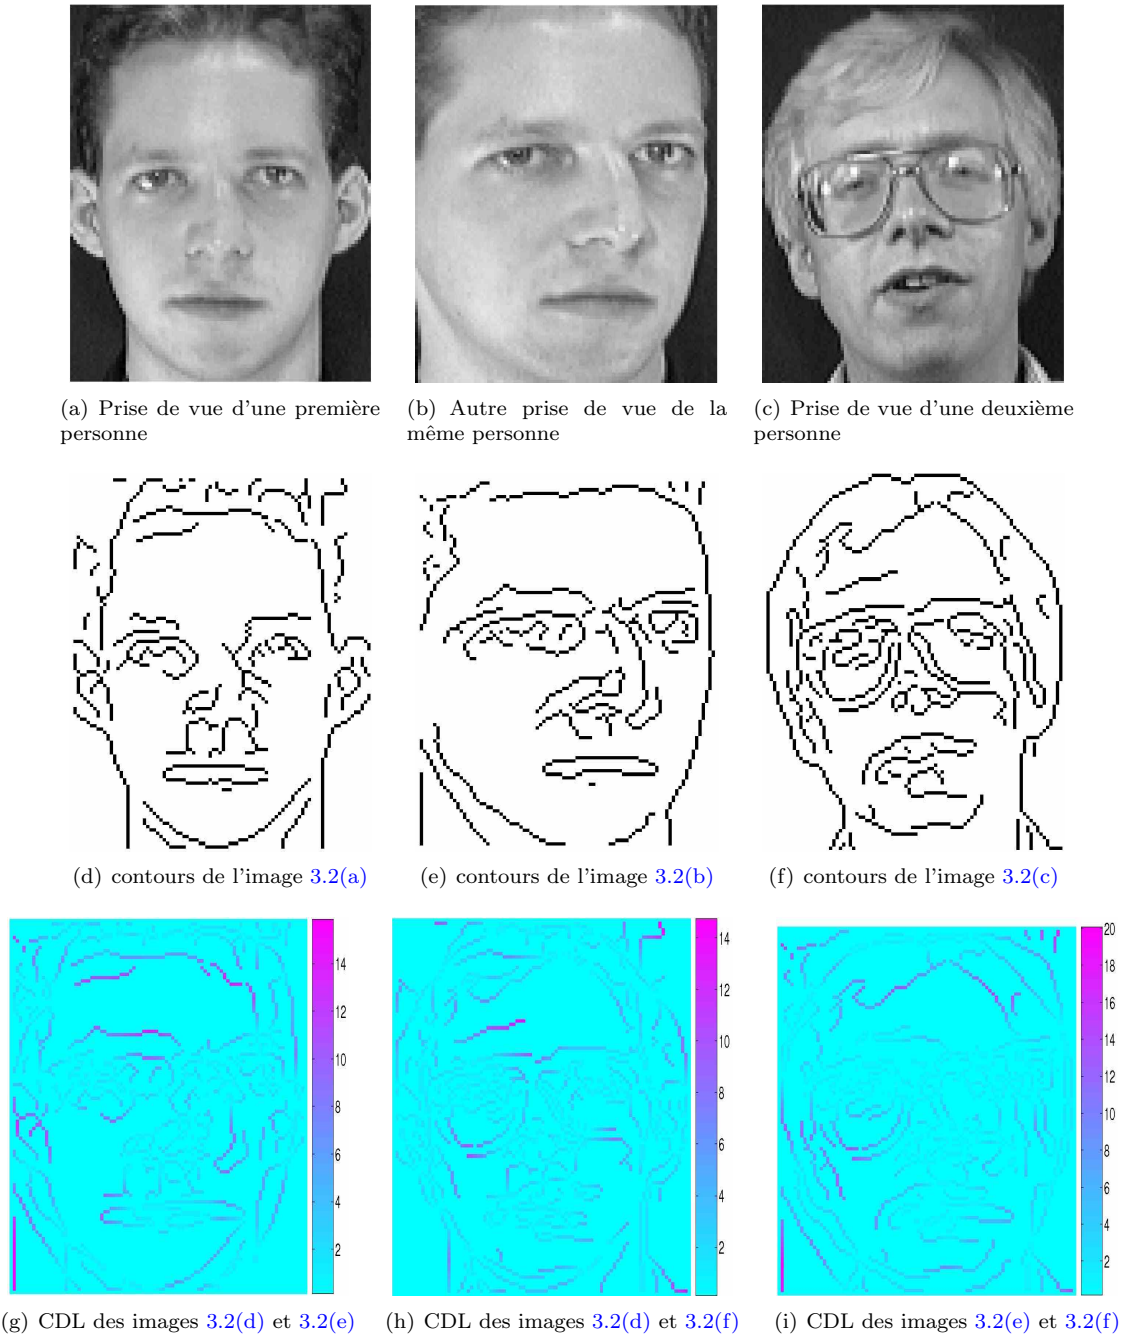 (a) Prise de vue d'une première
personne
(b) Autre prise de vue de la
même personne
(c) Prise de vue d'une deuxième
personne
(d) contours de l'image 3.2(a)
(e) contours de l'image 3.2(b)
(f) contours de l'image 3.2(c)
14
12
10
8
6
4
2
14
12
10
8
6
4
2
20
18
16
14
12
10
8
6
4
2
(g) CDL des images 3.2(d) et 3.2(e)
(h) CDL des images 3.2(d) et 3.2(f)
(i) CDL des images 3.2(e) et 3.2(f)